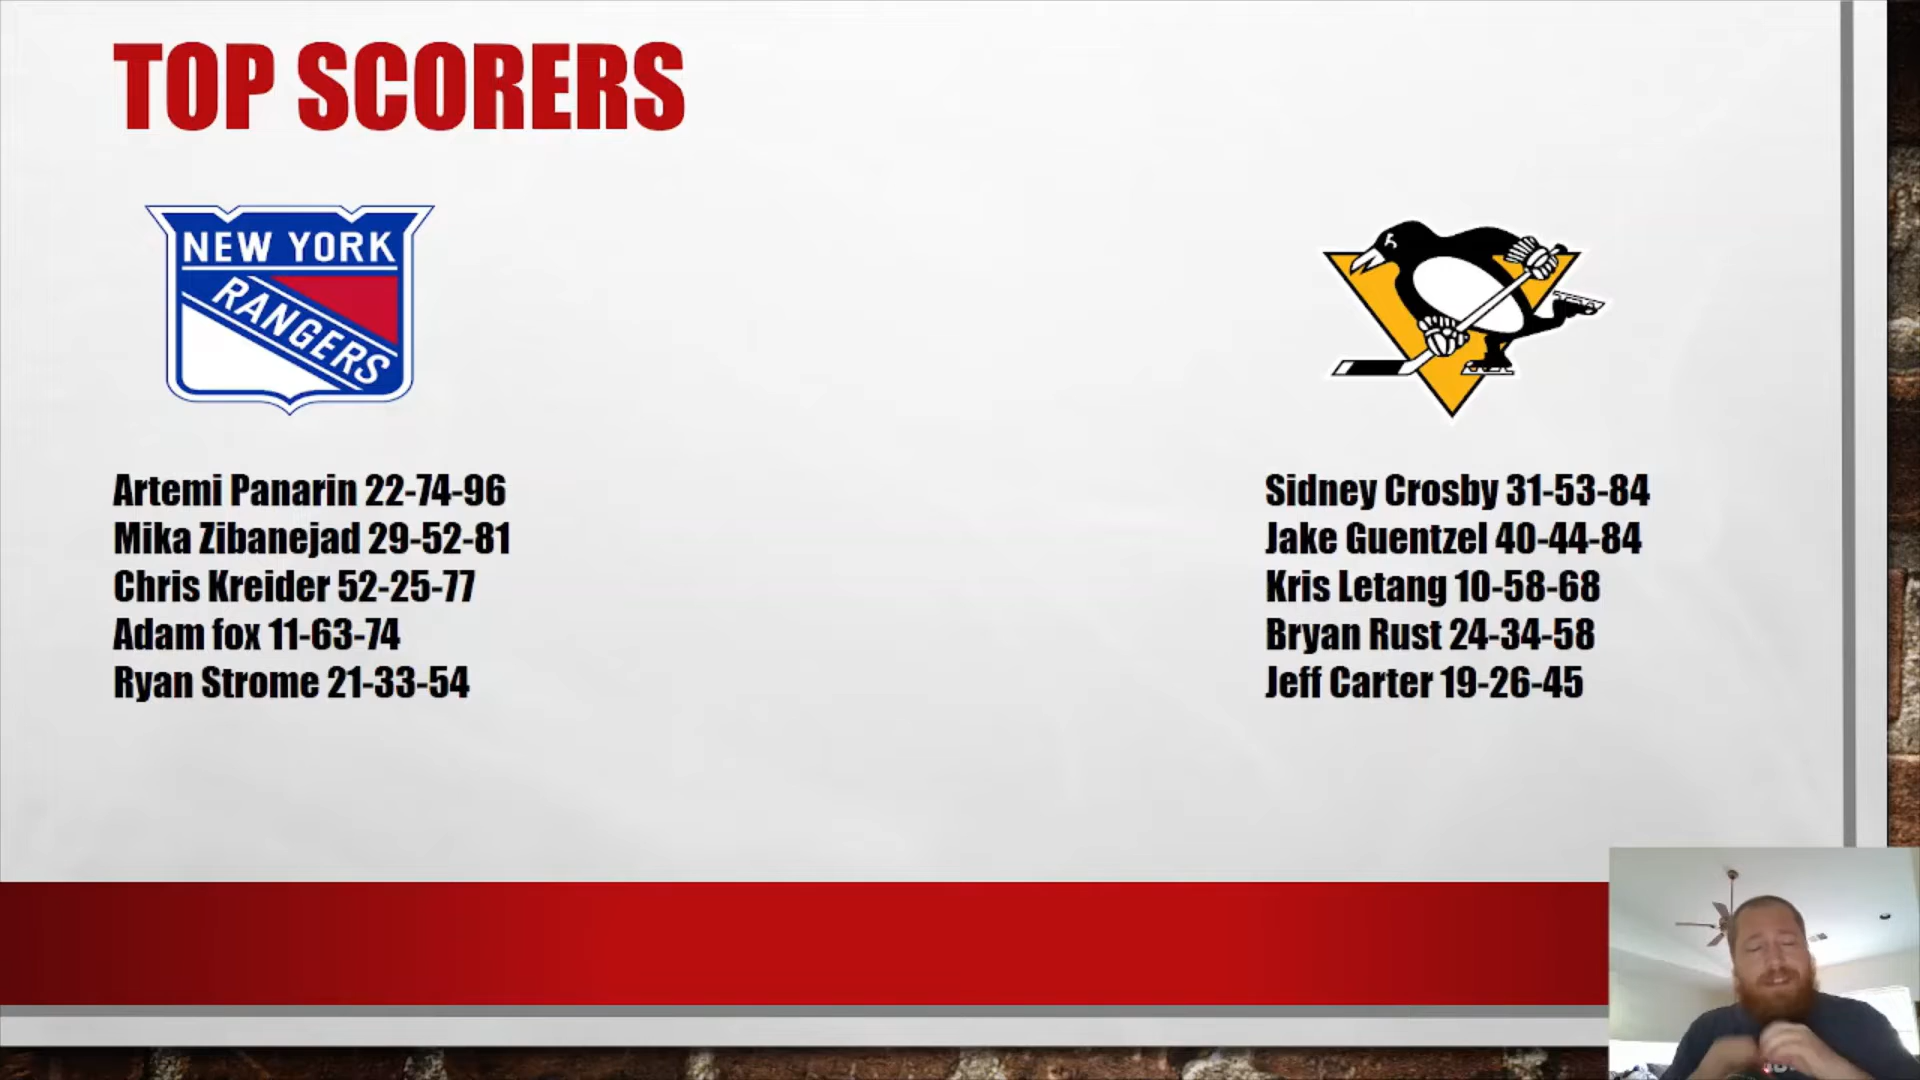 TOP SCORERS
NEW YORK
RANGERS
Artemi Panarin 22-74-96
Mika Zibanejad 29-52-81
Chris Kreider 52-25-77
Adam fox 11-63-74
Ryan Strome 21-33-54
Sidney Crosby 31-53-84
Jake Guentzel 40-44-84
Kris Letang 10-58-68
Bryan Rust 24-34-58
Jeff Carter 19-26-45